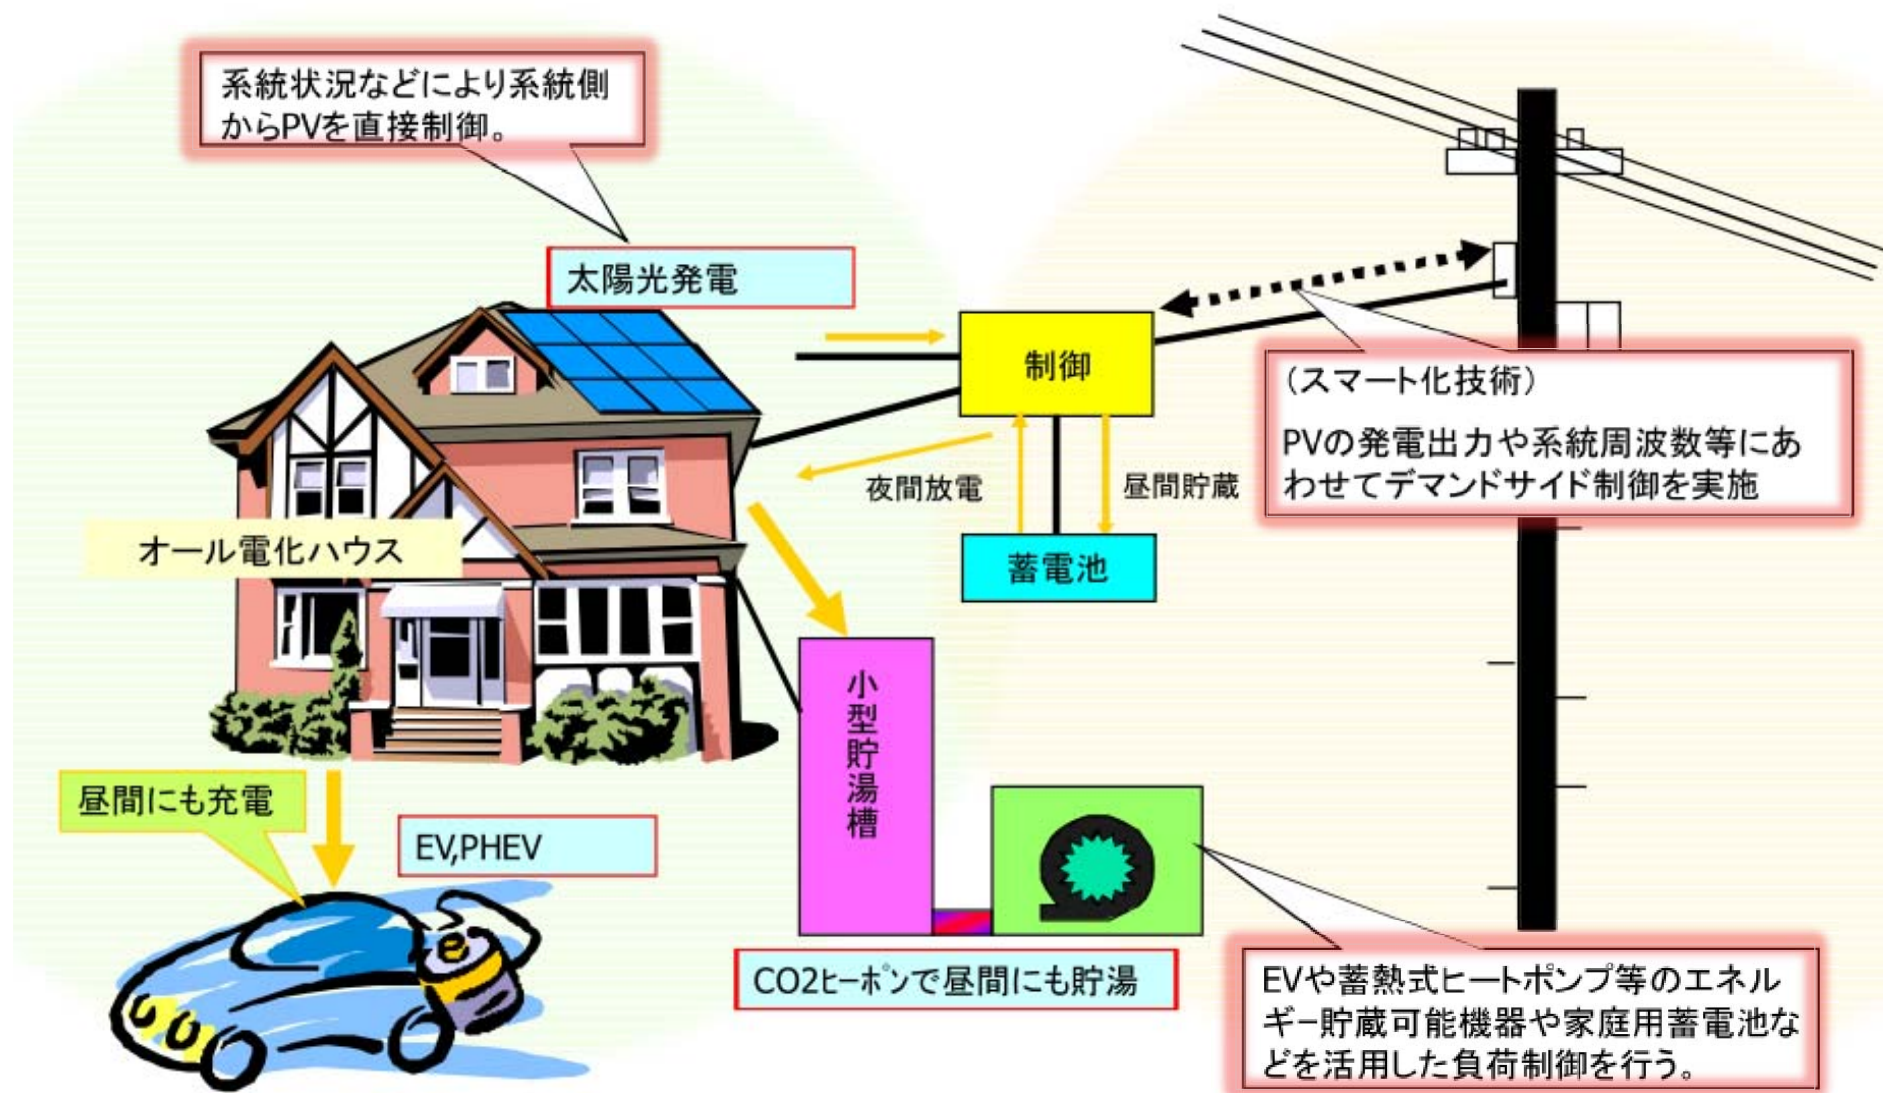 系統状況などにより系統側
からPVを直接制御。
太陽光発電
制御
(スマート化技術)
PVの発電出力や系統周波数等にあ
わせてデマンドサイド制御を実施
夜間放電
昼間貯蔵
オール電化ハウス
蓄電池
小型貯湯槽
昼間にも充電
EV,PHEV
CO2ヒーポンで昼間にも貯湯
EVや蓄熱式ヒートポンプ等のエネル
ギー貯蔵可能機器や家庭用蓄電池な
どを活用した負荷制御を行う。